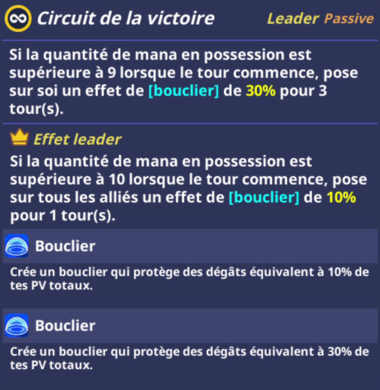 Circuit de la victoire Leader Passive
Si la quantité de mana en possession est
supérieure à 9 lorsque le tour commence, pose
sur soi un effet de [bouclier] de 30% pour 3
tour(s).
Effet leader
Si la quantité de mana en possession est
supérieure à 10 lorsque le tour commence, pose
sur tous les alliés un effet de [bouclier] de 10%
pour 1 tour(s).
Bouclier
Crée un bouclier qui protège des dégâts équivalent à 10% de
tes PV totaux.
Bouclier
Crée un bouclier qui protège des dégâts équivalent à 30% de
tes PV totaux.